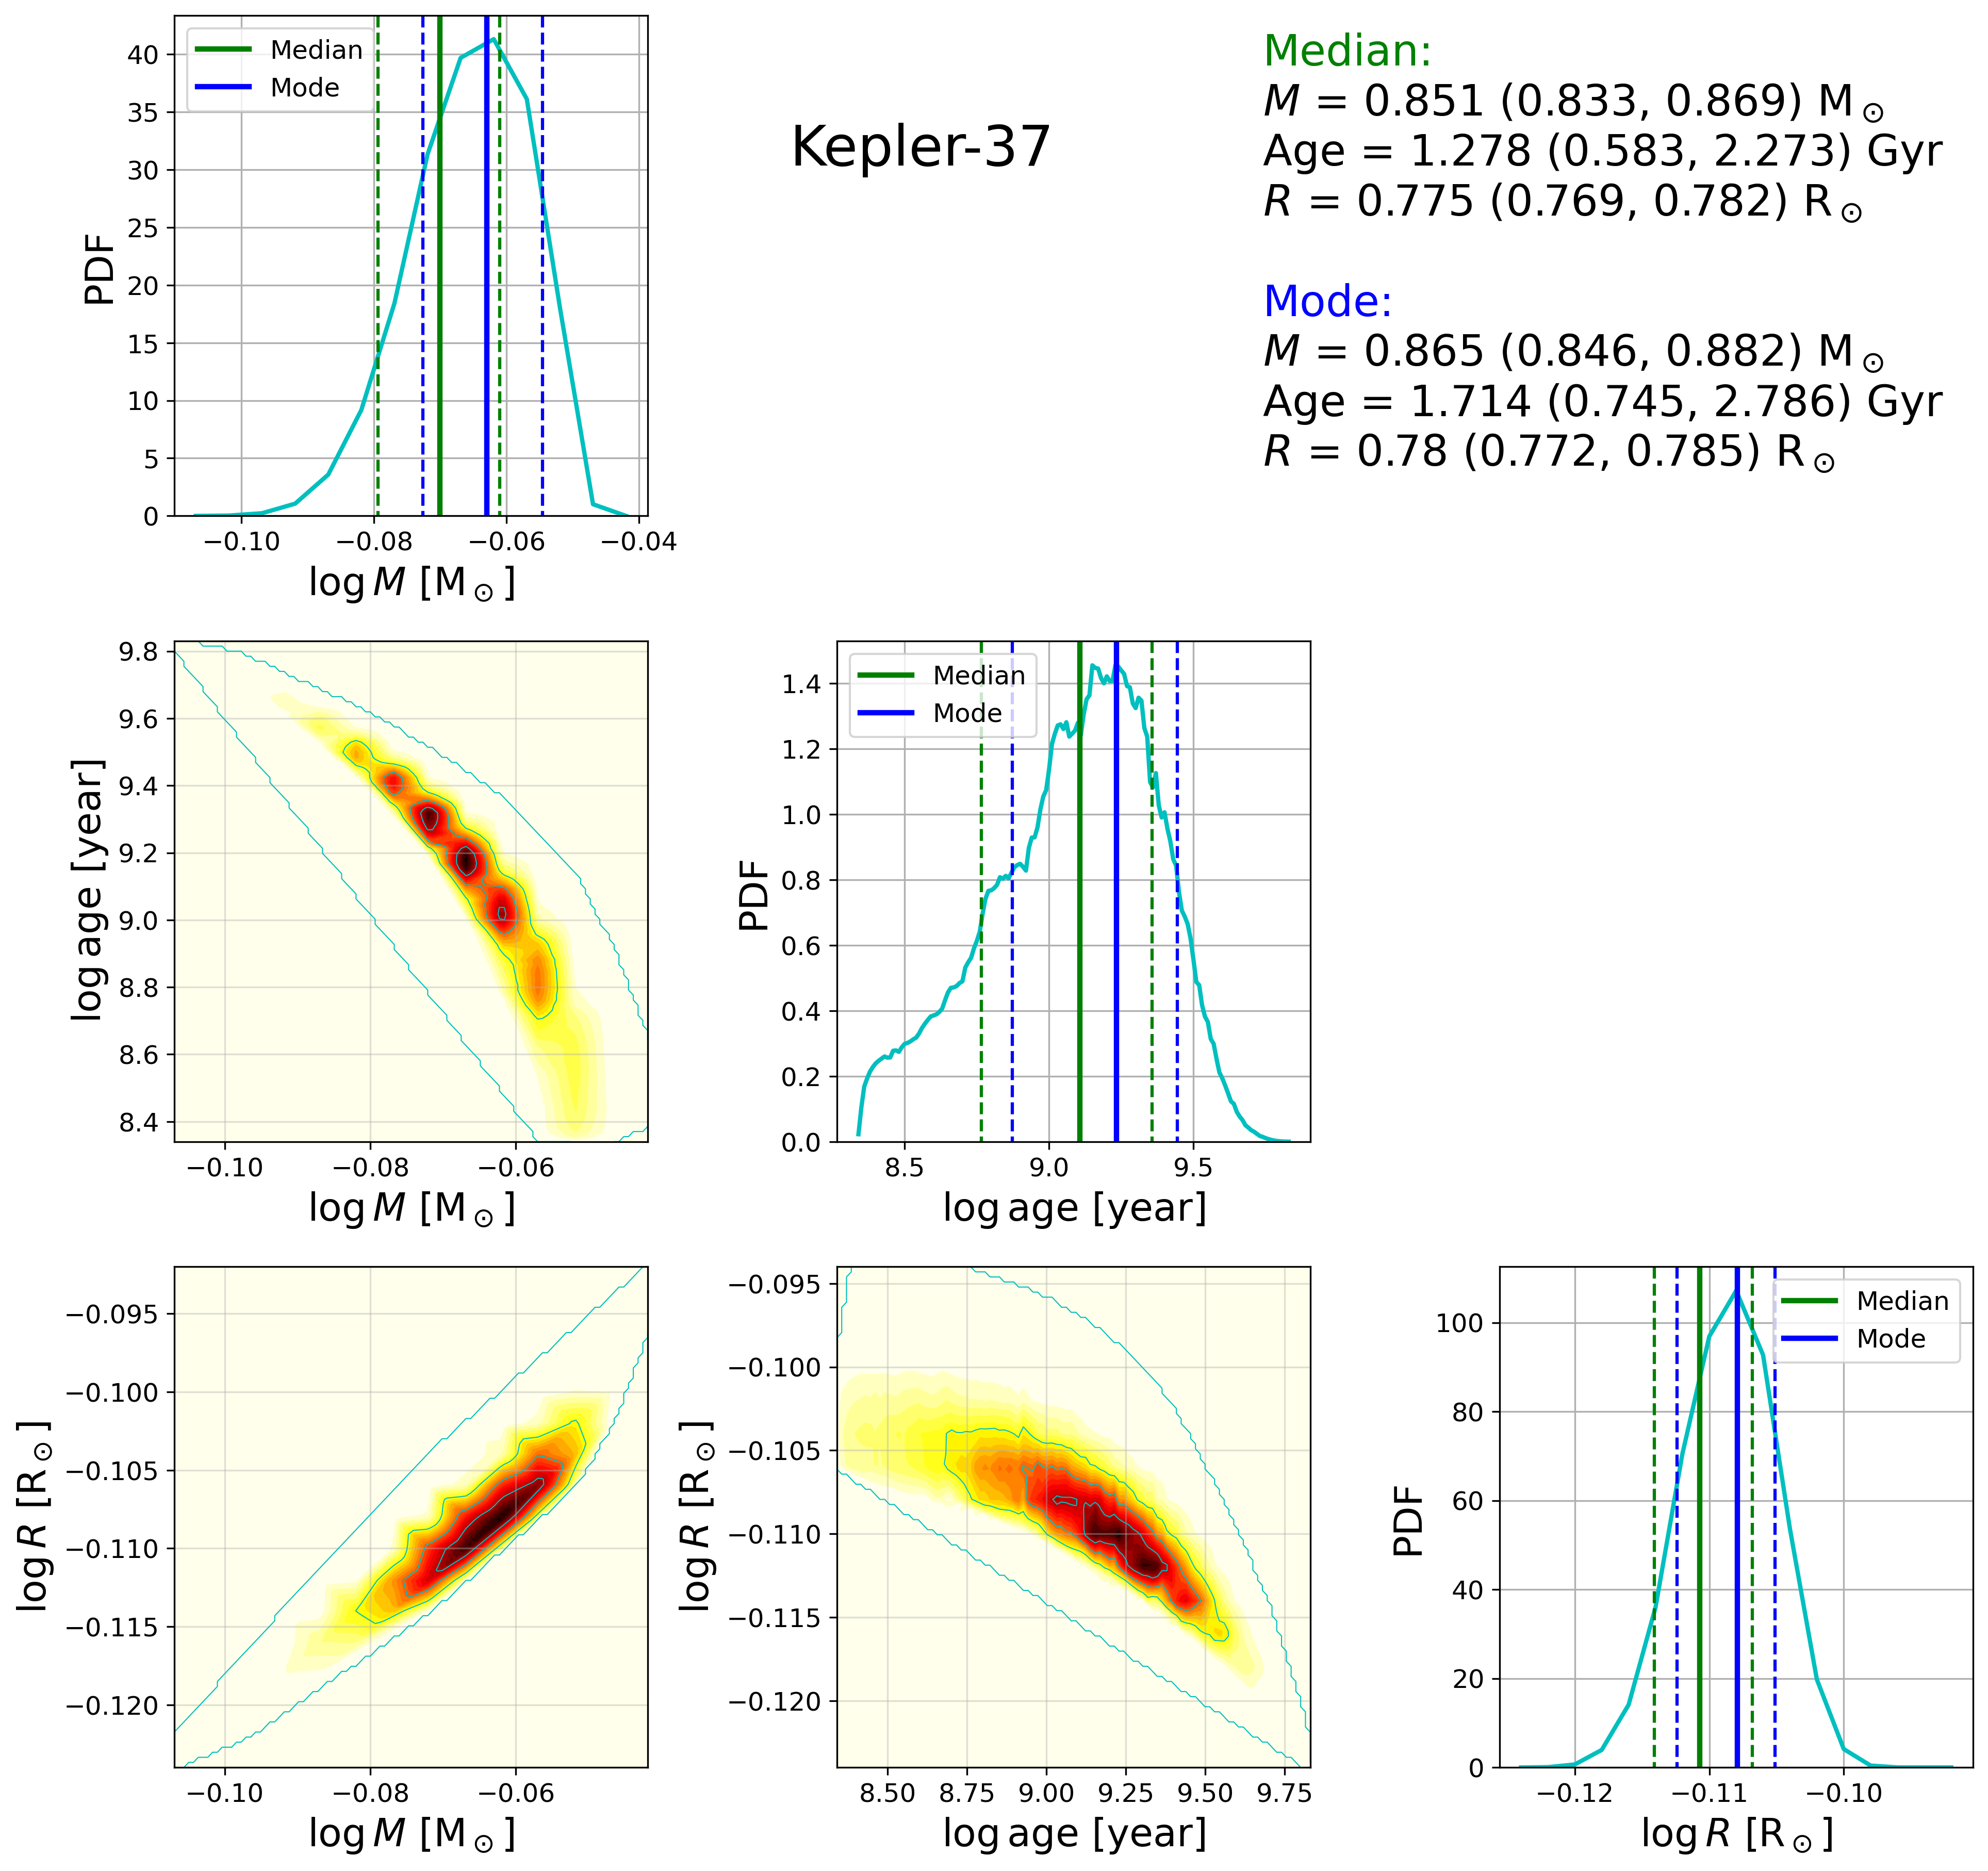 Median
Mode
40
35
30
25
20
15
10
5
0
PDF
−0.10 −0.08 −0.06 −0.04
log M [M⊙]
Kepler-37
Median:
M = 0.851 (0.833, 0.869) M⊙
Age = 1.278 (0.583, 2.273) Gyr
R = 0.775 (0.769, 0.782) R⊙
Mode:
M = 0.865 (0.846, 0.882) M⊙
Age = 1.714 (0.745, 2.786) Gyr
R = 0.78 (0.772, 0.785) R⊙
9.8
9.6
9.4
9.2
9.0
8.8
8.6
8.4
log age [year]
−0.10 −0.08 −0.06
log M [M⊙]
Median
Mode
1.4
1.2
1.0
0.8
0.6
0.4
0.2
0.0
PDF
8.5 9.0 9.5
log age [year]
−0.095
−0.100
−0.105
−0.110
−0.115
−0.120
log R [R⊙]
−0.10 −0.08 −0.06
log M [M⊙]
−0.095
−0.100
−0.105
−0.110
−0.115
−0.120
log R [R⊙]
8.50 8.75 9.00 9.25 9.50 9.75
log age [year]
Median
Mode
100
80
60
40
20
0
PDF
−0.12 −0.11 −0.10
log R [R⊙]